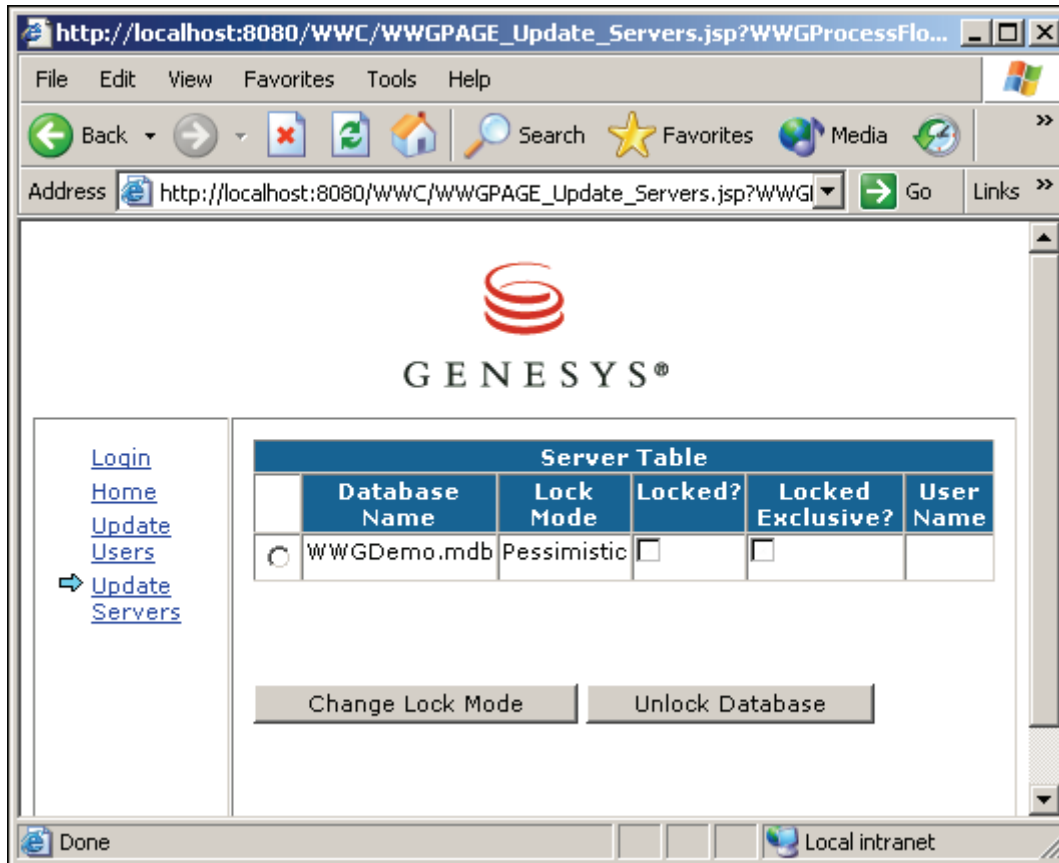 http://localhost:8080/WWC/WWGPAGE_Update_Servers.jsp?WWGProcessFlo...
File Edit View Favorites Tools Help
Back Search Favorites Media »
Address http://localhost:8080/WWC/WWGPAGE_Update_Servers.jsp?WWG Go Links »
GENESYS®
Login
Home
Update
Users
Update
Servers
Server Table
Database Name Lock Mode Locked? Locked Exclusive? User Name
WWGDemo.mdb Pessimistic
Change Lock Mode Unlock Database
Done Local intranet